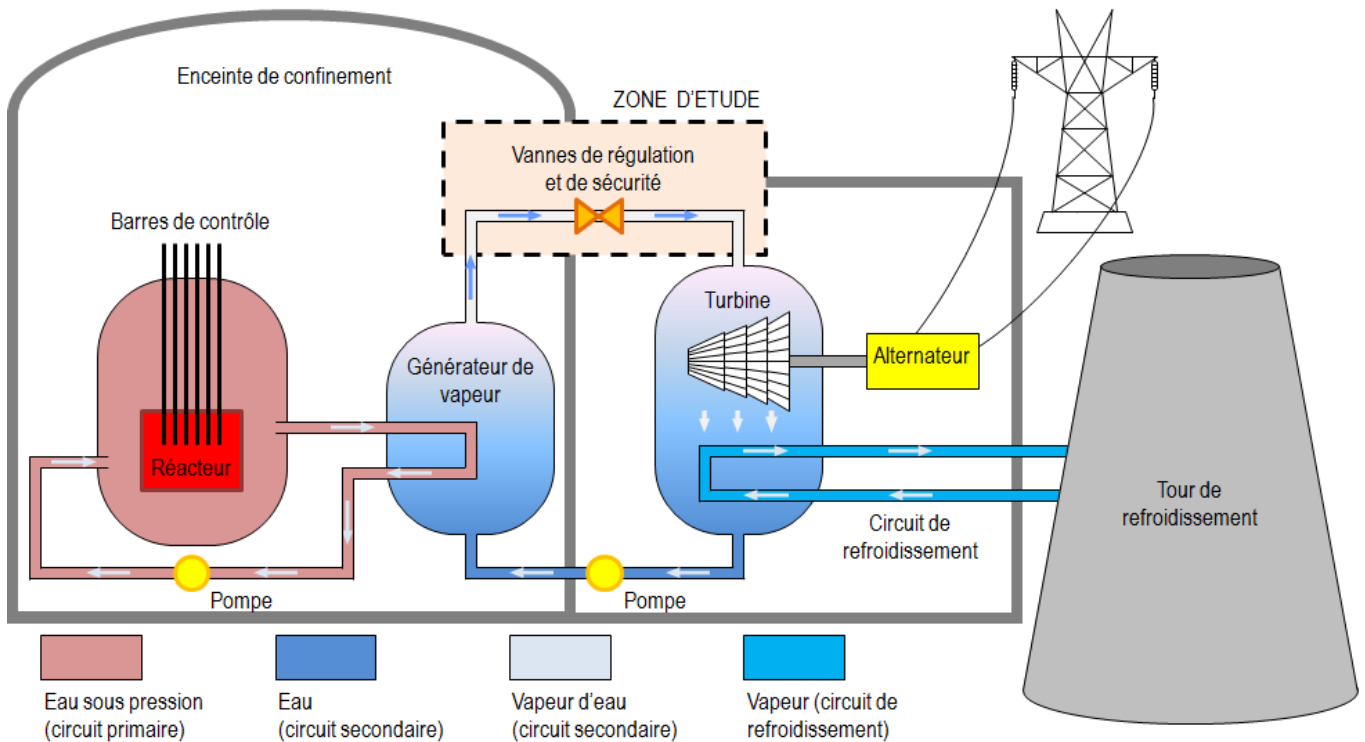 Enceinte de confinement
ZONE D'ETUDE
Vannes de régulation
et de sécurité
Barres de contrôle
Turbine
Alternateur
Générateur de
vapeur
Réacteur
Tour de
refroidissement
Circuit de
refroidissement
Pompe
Pompe
Eau sous pression
(circuit primaire)
Eau
(circuit secondaire)
Vapeur d'eau
(circuit secondaire)
Vapeur (circuit de
refroidissement)